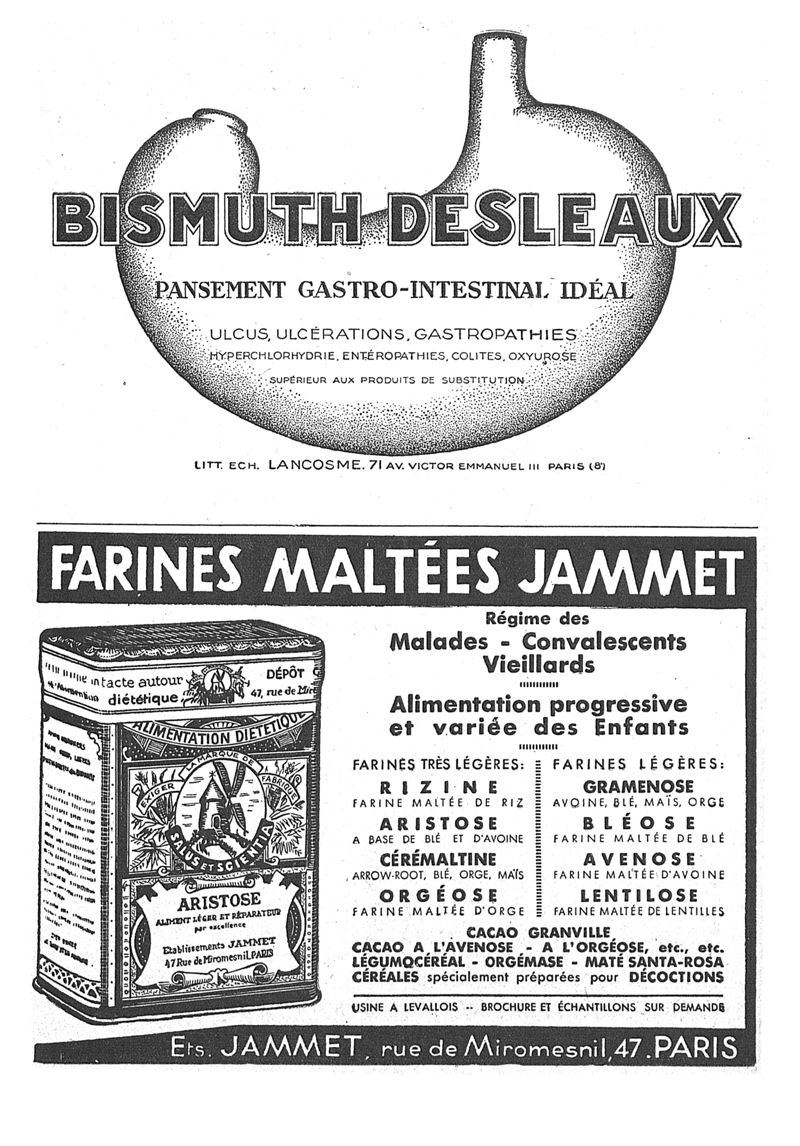 BISMUTH DESLEAUX
PANSEMENT GASTRO-INTESTINAL IDÉAL
ULCUS, ULCÉRATIONS, GASTROPATHIES
HYPERCHLORHYDRIE, ENTÉROPATHIES, COLITES, OXYUROSE
SUPÉRIEUR AUX PRODUITS DE SUBSTITUTION
LITT. ECH. LANCOSME. 71 AV. VICTOR EMMANUEL III PARIS (8e)
FARINES MALTÉES JAMMET
Régime des
Malades - Convalescents
Vieillards
Alimentation progressive
et variée des Enfants
FARINES TRÈS LÉGÈRES:
RIZINE
FARINE MALTÉE DE RIZ
ARISTOSE
A BASE DE BLÉ ET D'AVOINE
CÉRÉMALTINE
ARROW-ROOT, BLÉ, ORGE, MAÏS
ORGÉOSE
FARINE MALTÉE D'ORGE
FARINES LÉGÈRES:
GRAMENOSE
AVOINE, BLÉ, MAÏS, ORGE
BLÉOSE
FARINE MALTÉE DE BLÉ
AVENOSE
FARINE MALTÉE D'AVOINE
LENTILOSE
FARINE MALTÉE DE LENTILLES
CACAO GRANVILLE
CACAO A L'AVENOSE - A L'ORGÉOSE, etc., etc.
LÉGUMOCÉRÉAL - ORGÉMASE - MATÉ SANTA-ROSA
CÉRÉALES spécialement préparées pour DÉCOCTIONS
USINE A LEVALLOIS -- BROCHURE ET ÉCHANTILLONS SUR DEMANDE
intacte autour
diététique
DÉPÔT
47, rue de Mir
ALIMENTATION DIÉTÉTIQUE
EXIGER LA MARQUE DE FABRIQUE
SALUS ET SCIENTIA
ARISTOSE
ALIMENT LÉGER ET RÉPARATEUR
par excellence
Etablissements JAMMET
47 Rue de Miromesnil, PARIS
Ets. JAMMET, rue de Miromesnil, 47. PARIS